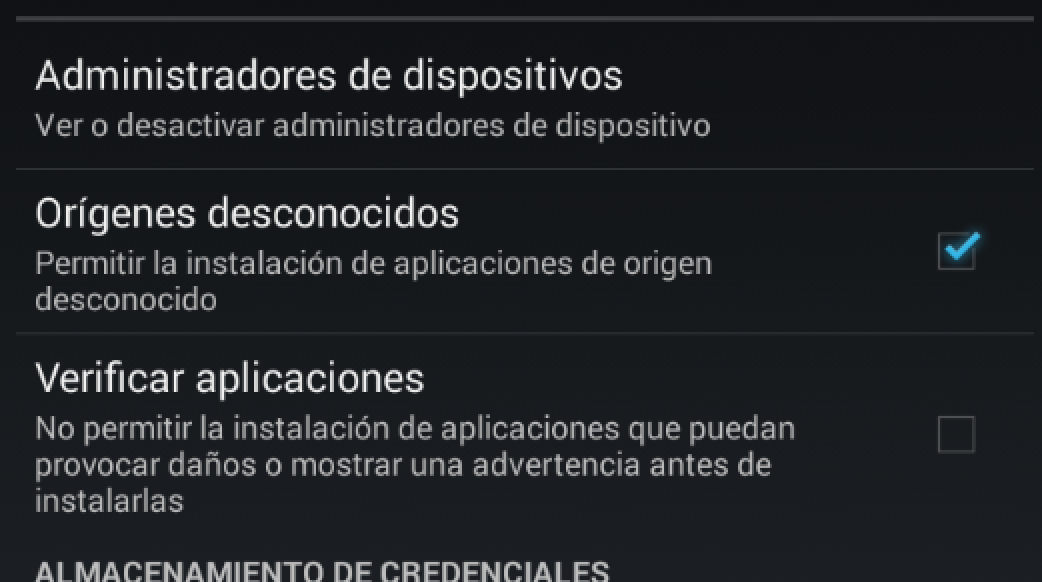 Administradores de dispositivos
Ver o desactivar administradores de dispositivo
Orígenes desconocidos
Permitir la instalación de aplicaciones de origen
desconocido
Verificar aplicaciones
No permitir la instalación de aplicaciones que puedan
provocar daños o mostrar una advertencia antes de
instalarlas
ALMACENAMIENTO DE CREDENCIALES